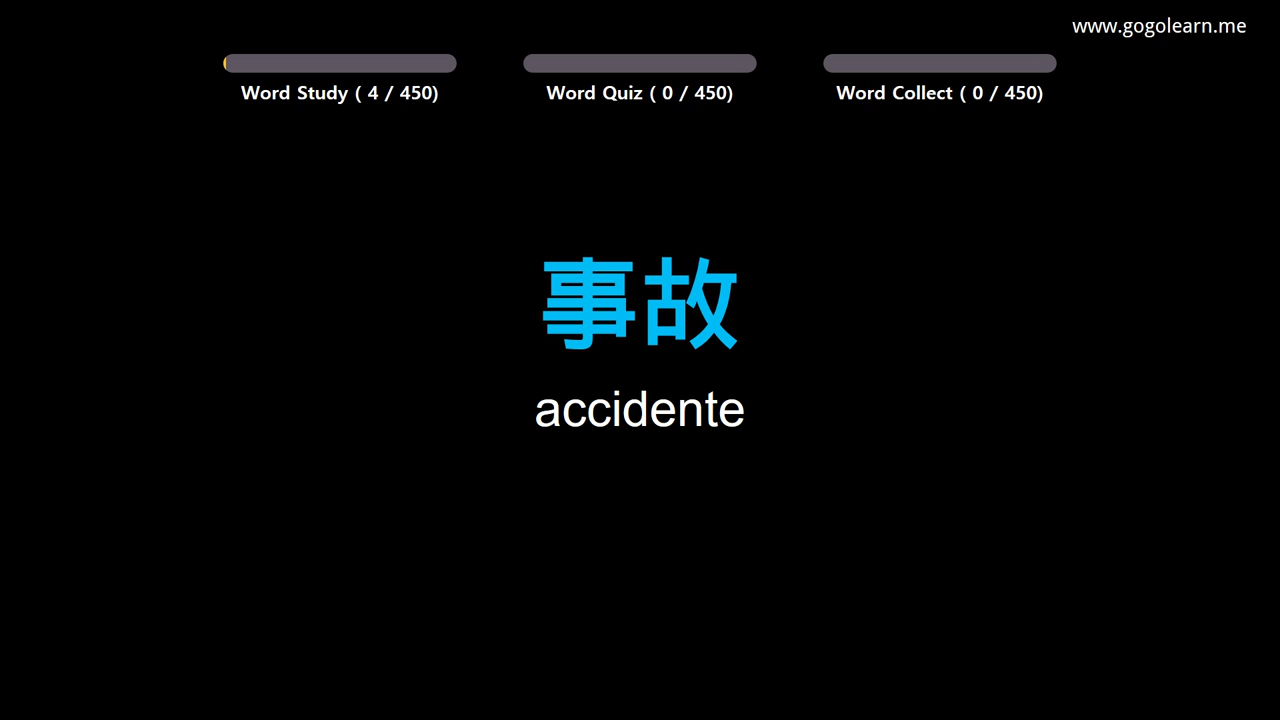 www.gogolearn.me
Word Study ( 4 / 450)
Word Quiz ( 0 / 450)
Word Collect ( 0 / 450)
事故
accidente